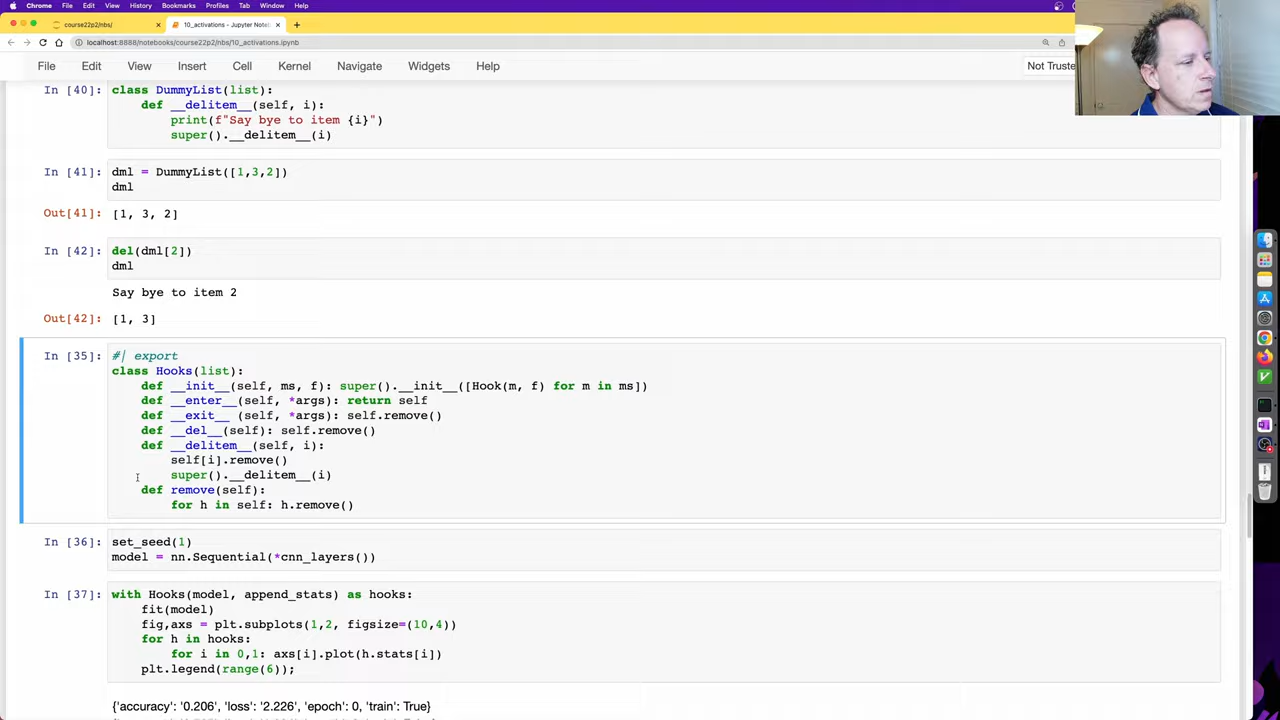 Chrome File Edit View History Bookmarks Profiles Tab Window Help
course22p2/nbs/
10_activations - Jupyter Note
localhost:8888/notebooks/course22p2/nbs/10_activations.ipynb
File Edit View Insert Cell Kernel Navigate Widgets Help
Not Truste
In [40]: class DummyList(list):
def __delitem__(self, i):
print(f"Say bye to item {i}")
super().__delitem__(i)
In [41]: dml = DummyList([1,3,2])
dml
Out[41]: [1, 3, 2]
In [42]: del(dml[2])
dml
Say bye to item 2
Out[42]: [1, 3]
In [35]: #| export
class Hooks(list):
def __init__(self, ms, f): super().__init__([Hook(m, f) for m in ms])
def __enter__(self, *args): return self
def __exit__ (self, *args): self.remove()
def __del__(self): self.remove()
def __delitem__(self, i):
self[i].remove()
super().__delitem__(i)
def remove(self):
for h in self: h.remove()
In [36]: set_seed(1)
model = nn.Sequential(*cnn_layers())
In [37]: with Hooks(model, append_stats) as hooks:
fit(model)
fig,axs = plt.subplots(1,2, figsize=(10,4))
for h in hooks:
for i in 0,1: axs[i].plot(h.stats[i])
plt.legend(range(6));
{'accuracy': '0.206', 'loss': '2.226', 'epoch': 0, 'train': True}